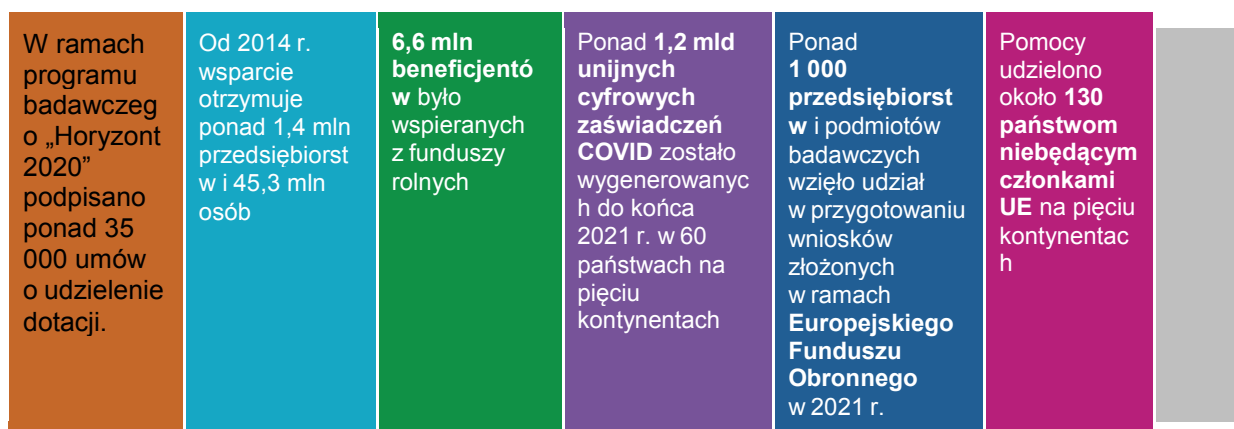 W ramach
programu
badawczeg
o „Horyzont
2020”
podpisano
ponad 35
000 umów
o udzielenie
dotacji.
Od 2014 r.
wsparcie
otrzymuje
ponad 1,4 mln
przedsiębiorst
w i 45,3 mln
osób
6,6 mln
beneficjentó
w było
wspieranych
z funduszy
rolnych
Ponad 1,2 mld
unijnych
cyfrowych
zaświadczeń
COVID zostało
wygenerowanyc
h do końca
2021 r. w 60
państwach na
pięciu
kontynentach
Ponad
1 000
przedsiębiorst
w i podmiotów
badawczych
wzięło udział
w przygotowaniu
wniosków
złożonych
w ramach
Europejskiego
Funduszu
Obronnego
w 2021 r.
Pomocy
udzielono
około 130
państwom
niebędącym
członkami
UE na pięciu
kontynentac
h